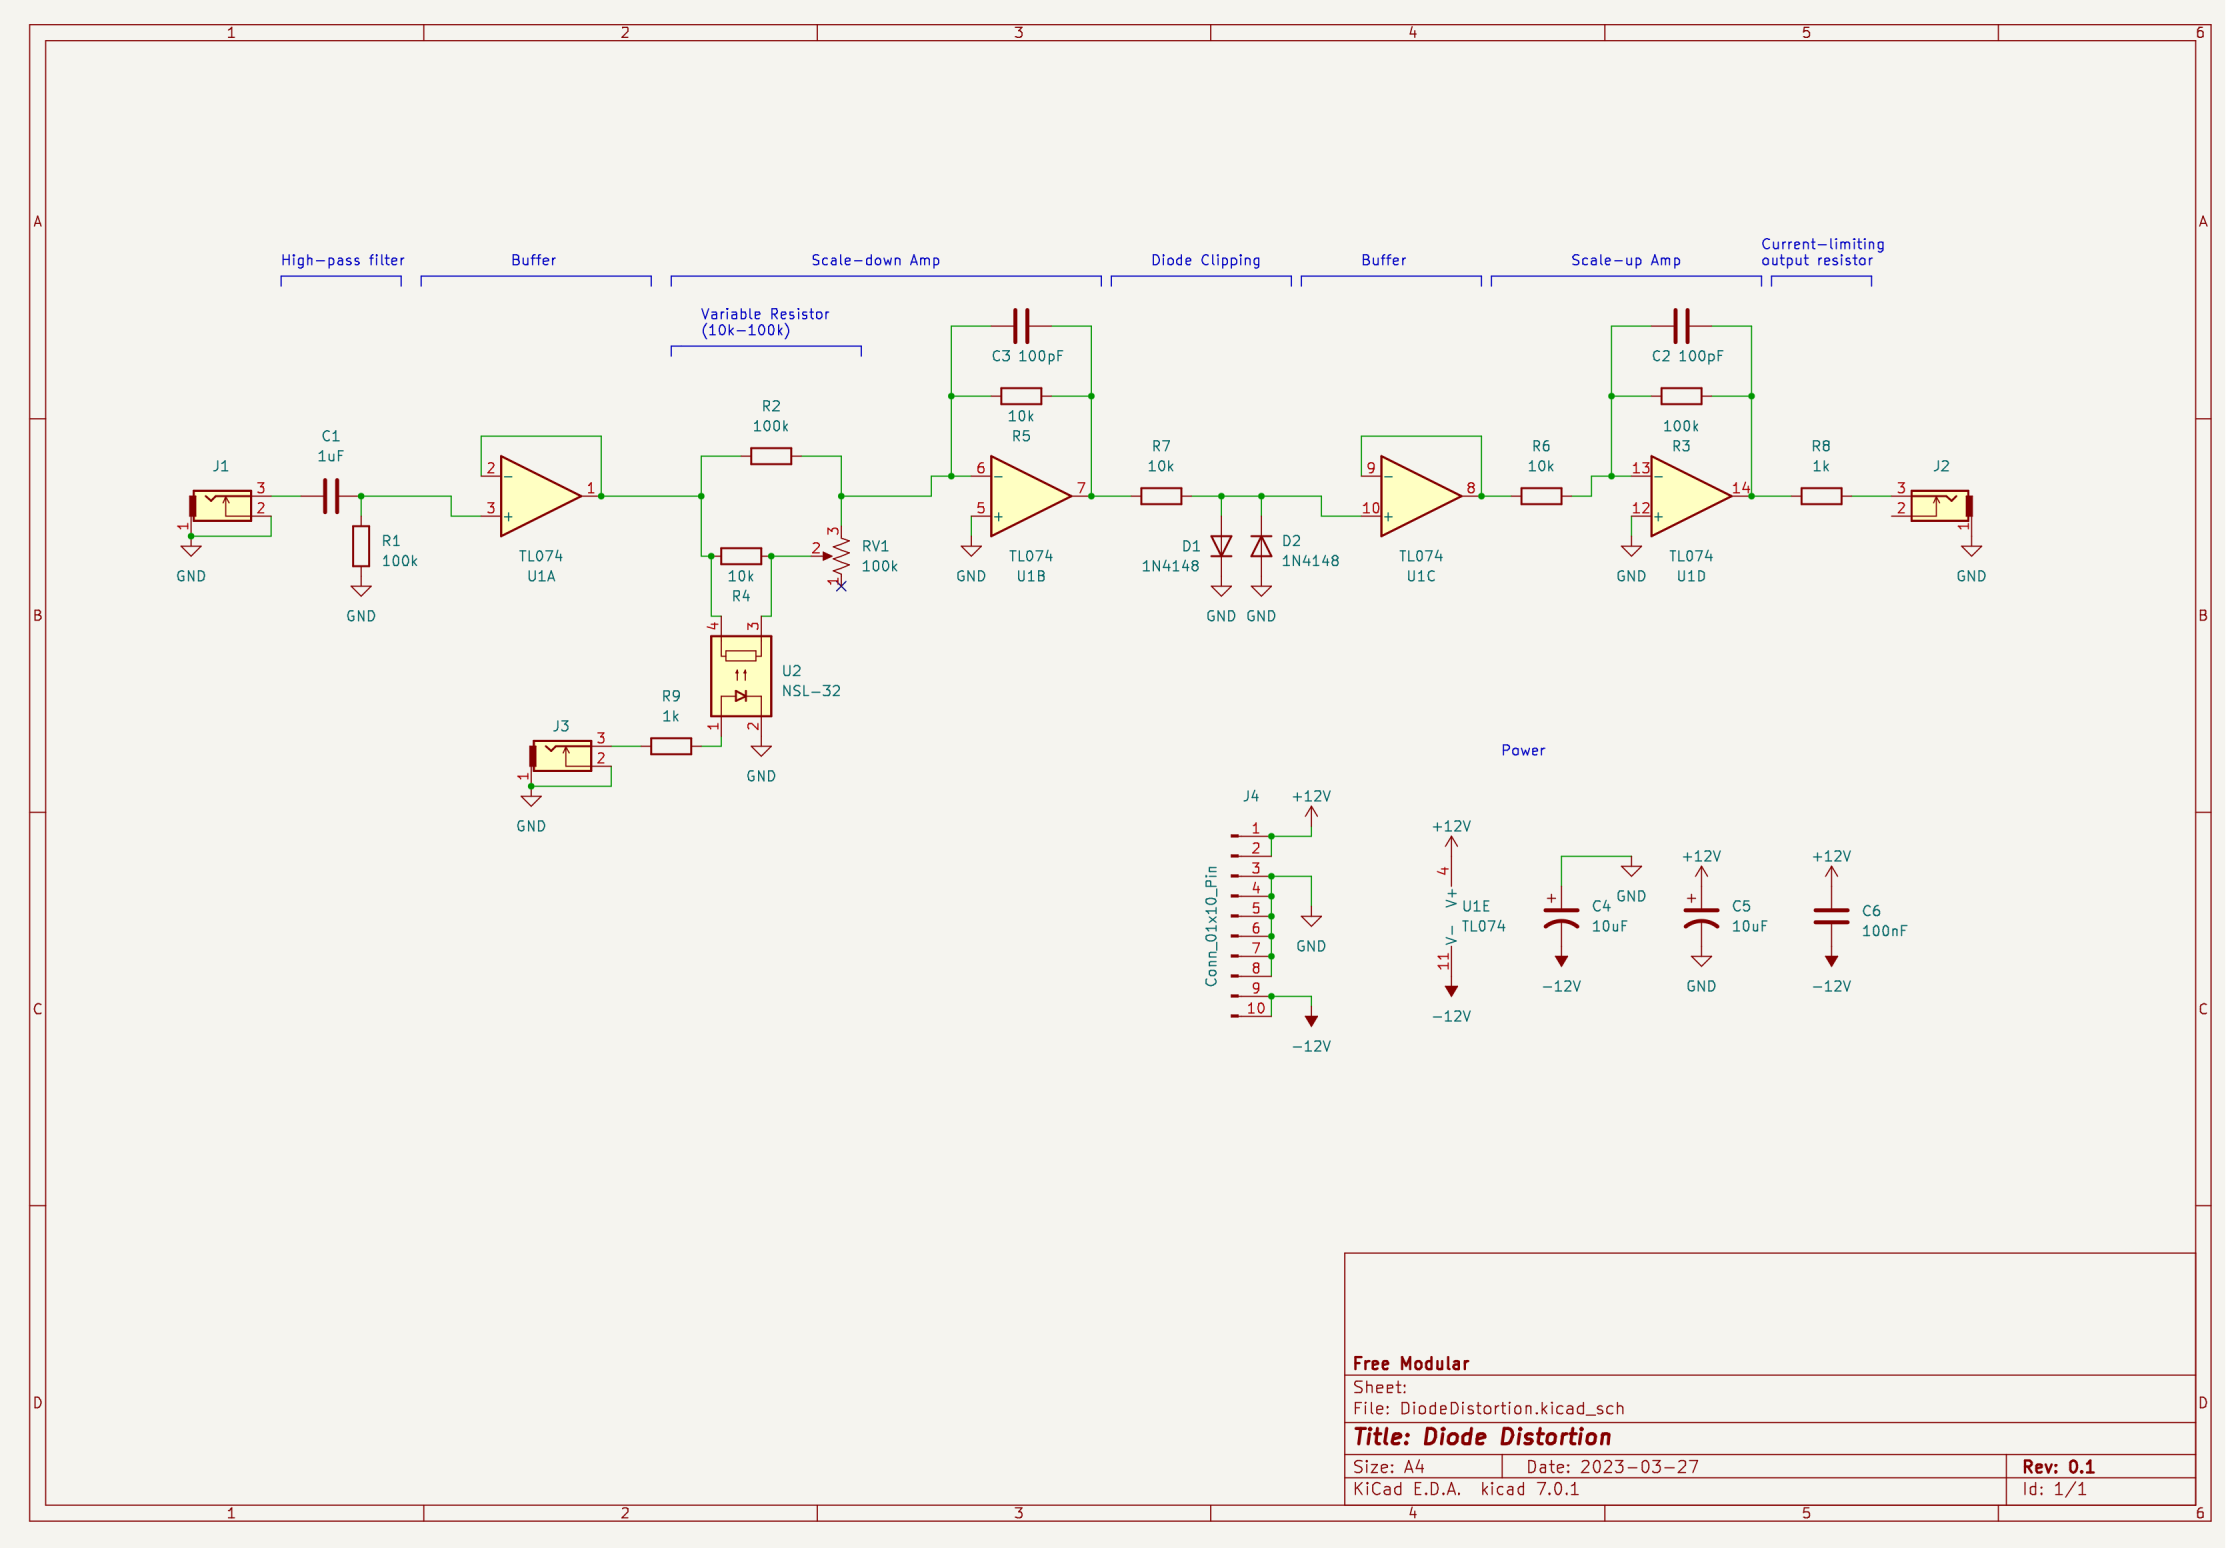 1 2 3 4 5 6
A A
High-pass filter
Buffer
Scale-down Amp
Diode Clipping
Buffer
Scale-up Amp
Current-limiting
output resistor
Variable Resistor
(10k-100k)
C3 100pF
C2 100pF
J1
3
2
1
GND
C1
1uF
R1
100k
GND
2
3
1
-
+
TL074
U1A
R2
100k
10k
R4
2
3
1
RV1
100k
10k
R5
6
5
7
-
+
GND
TL074
U1B
R7
10k
D1
1N4148
GND
D2
1N4148
GND
9
10
8
-
+
TL074
U1C
R6
10k
100k
R3
13
12
14
-
+
GND
TL074
U1D
R8
1k
J2
3
2
1
GND
B B
4
3
1
2
U2
NSL-32
GND
R9
1k
J3
3
2
1
GND
Power
J4
Conn_01x10_Pin
1
2
3
4
5
6
7
8
9
10
+12V
GND
-12V
+12V
4
V+
U1E
TL074
V-
11
-12V
GND
+
C4
10uF
-12V
+12V
+
C5
10uF
GND
+12V
C6
100nF
-12V
C C
Free Modular
Sheet:
File: DiodeDistortion.kicad_sch
Title: Diode Distortion
Size: A4 Date: 2023-03-27 Rev: 0.1
KiCad E.D.A. kicad 7.0.1 Id: 1/1
D D
1 2 3 4 5 6